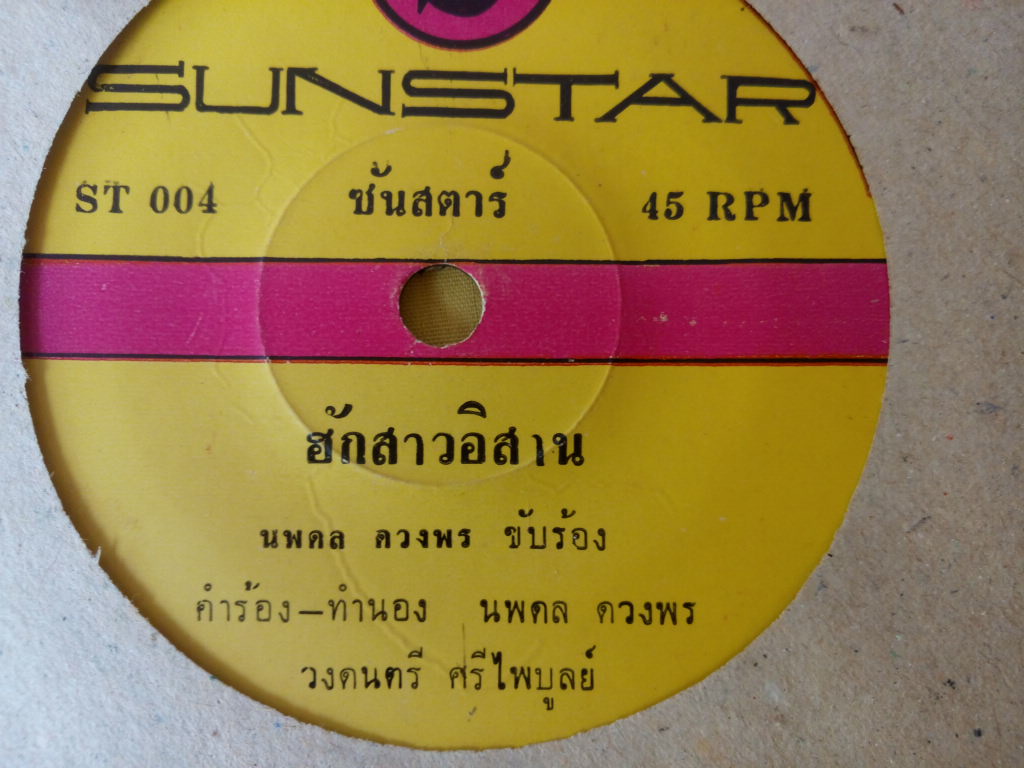 SUNSTAR
ST 004 ซันสตาร์ 45 RPM
ฮักสาวอิสาน
นพดล ดวงพร ขับร้อง
คำร้อง–ทำนอง นพดล ดวงพร
วงดนตรี ศรีไพบูลย์